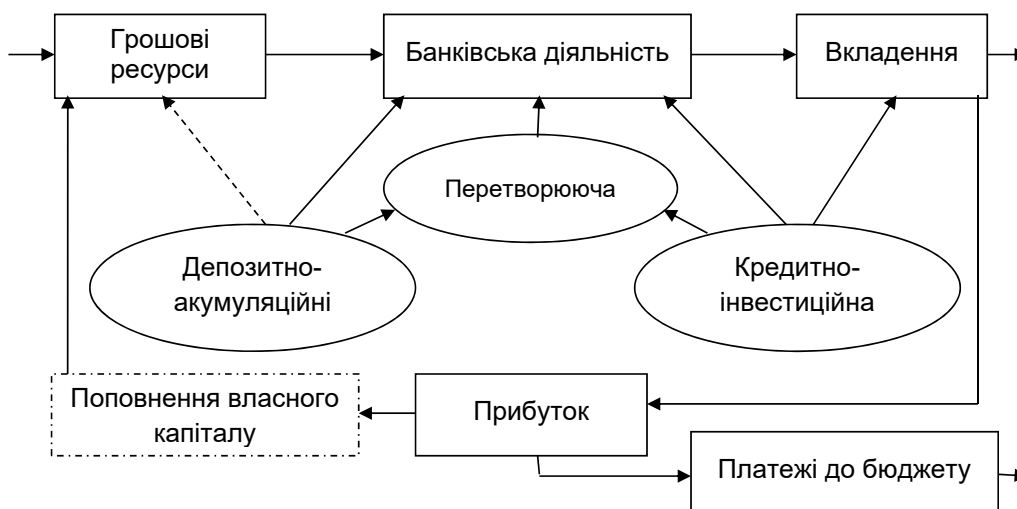 Грошові
ресурси
Банківська діяльність
Вкладення
Перетворююча
Депозитно-
акумуляційні
Кредитно-
інвестиційна
Поповнення власного
капіталу
Прибуток
Платежі до бюджету